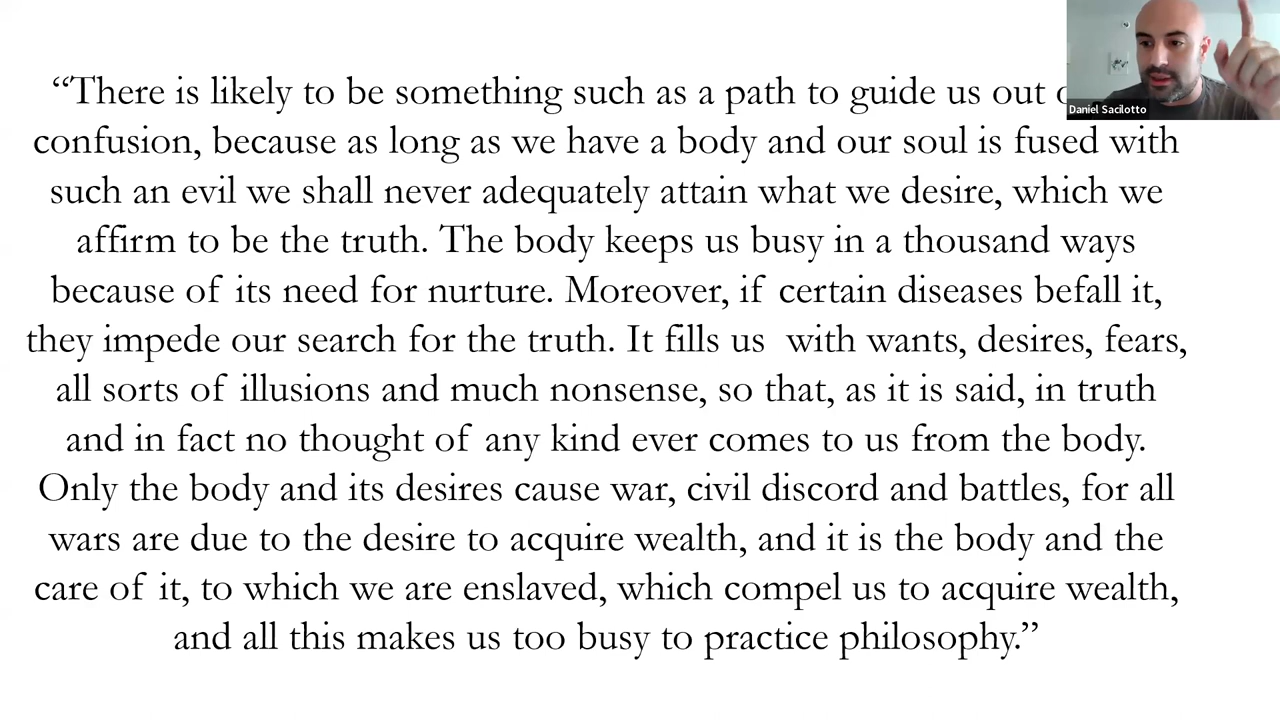 “There is likely to be something such as a path to guide us out
confusion, because as long as we have a body and our soul is fused with
such an evil we shall never adequately attain what we desire, which we
affirm to be the truth. The body keeps us busy in a thousand ways
because of its need for nurture. Moreover, if certain diseases befall it,
they impede our search for the truth. It fills us with wants, desires, fears,
all sorts of illusions and much nonsense, so that, as it is said, in truth
and in fact no thought of any kind ever comes to us from the body.
Only the body and its desires cause war, civil discord and battles, for all
wars are due to the desire to acquire wealth, and it is the body and the
care of it, to which we are enslaved, which compel us to acquire wealth,
and all this makes us too busy to practice philosophy.”
Daniel Sacilotto